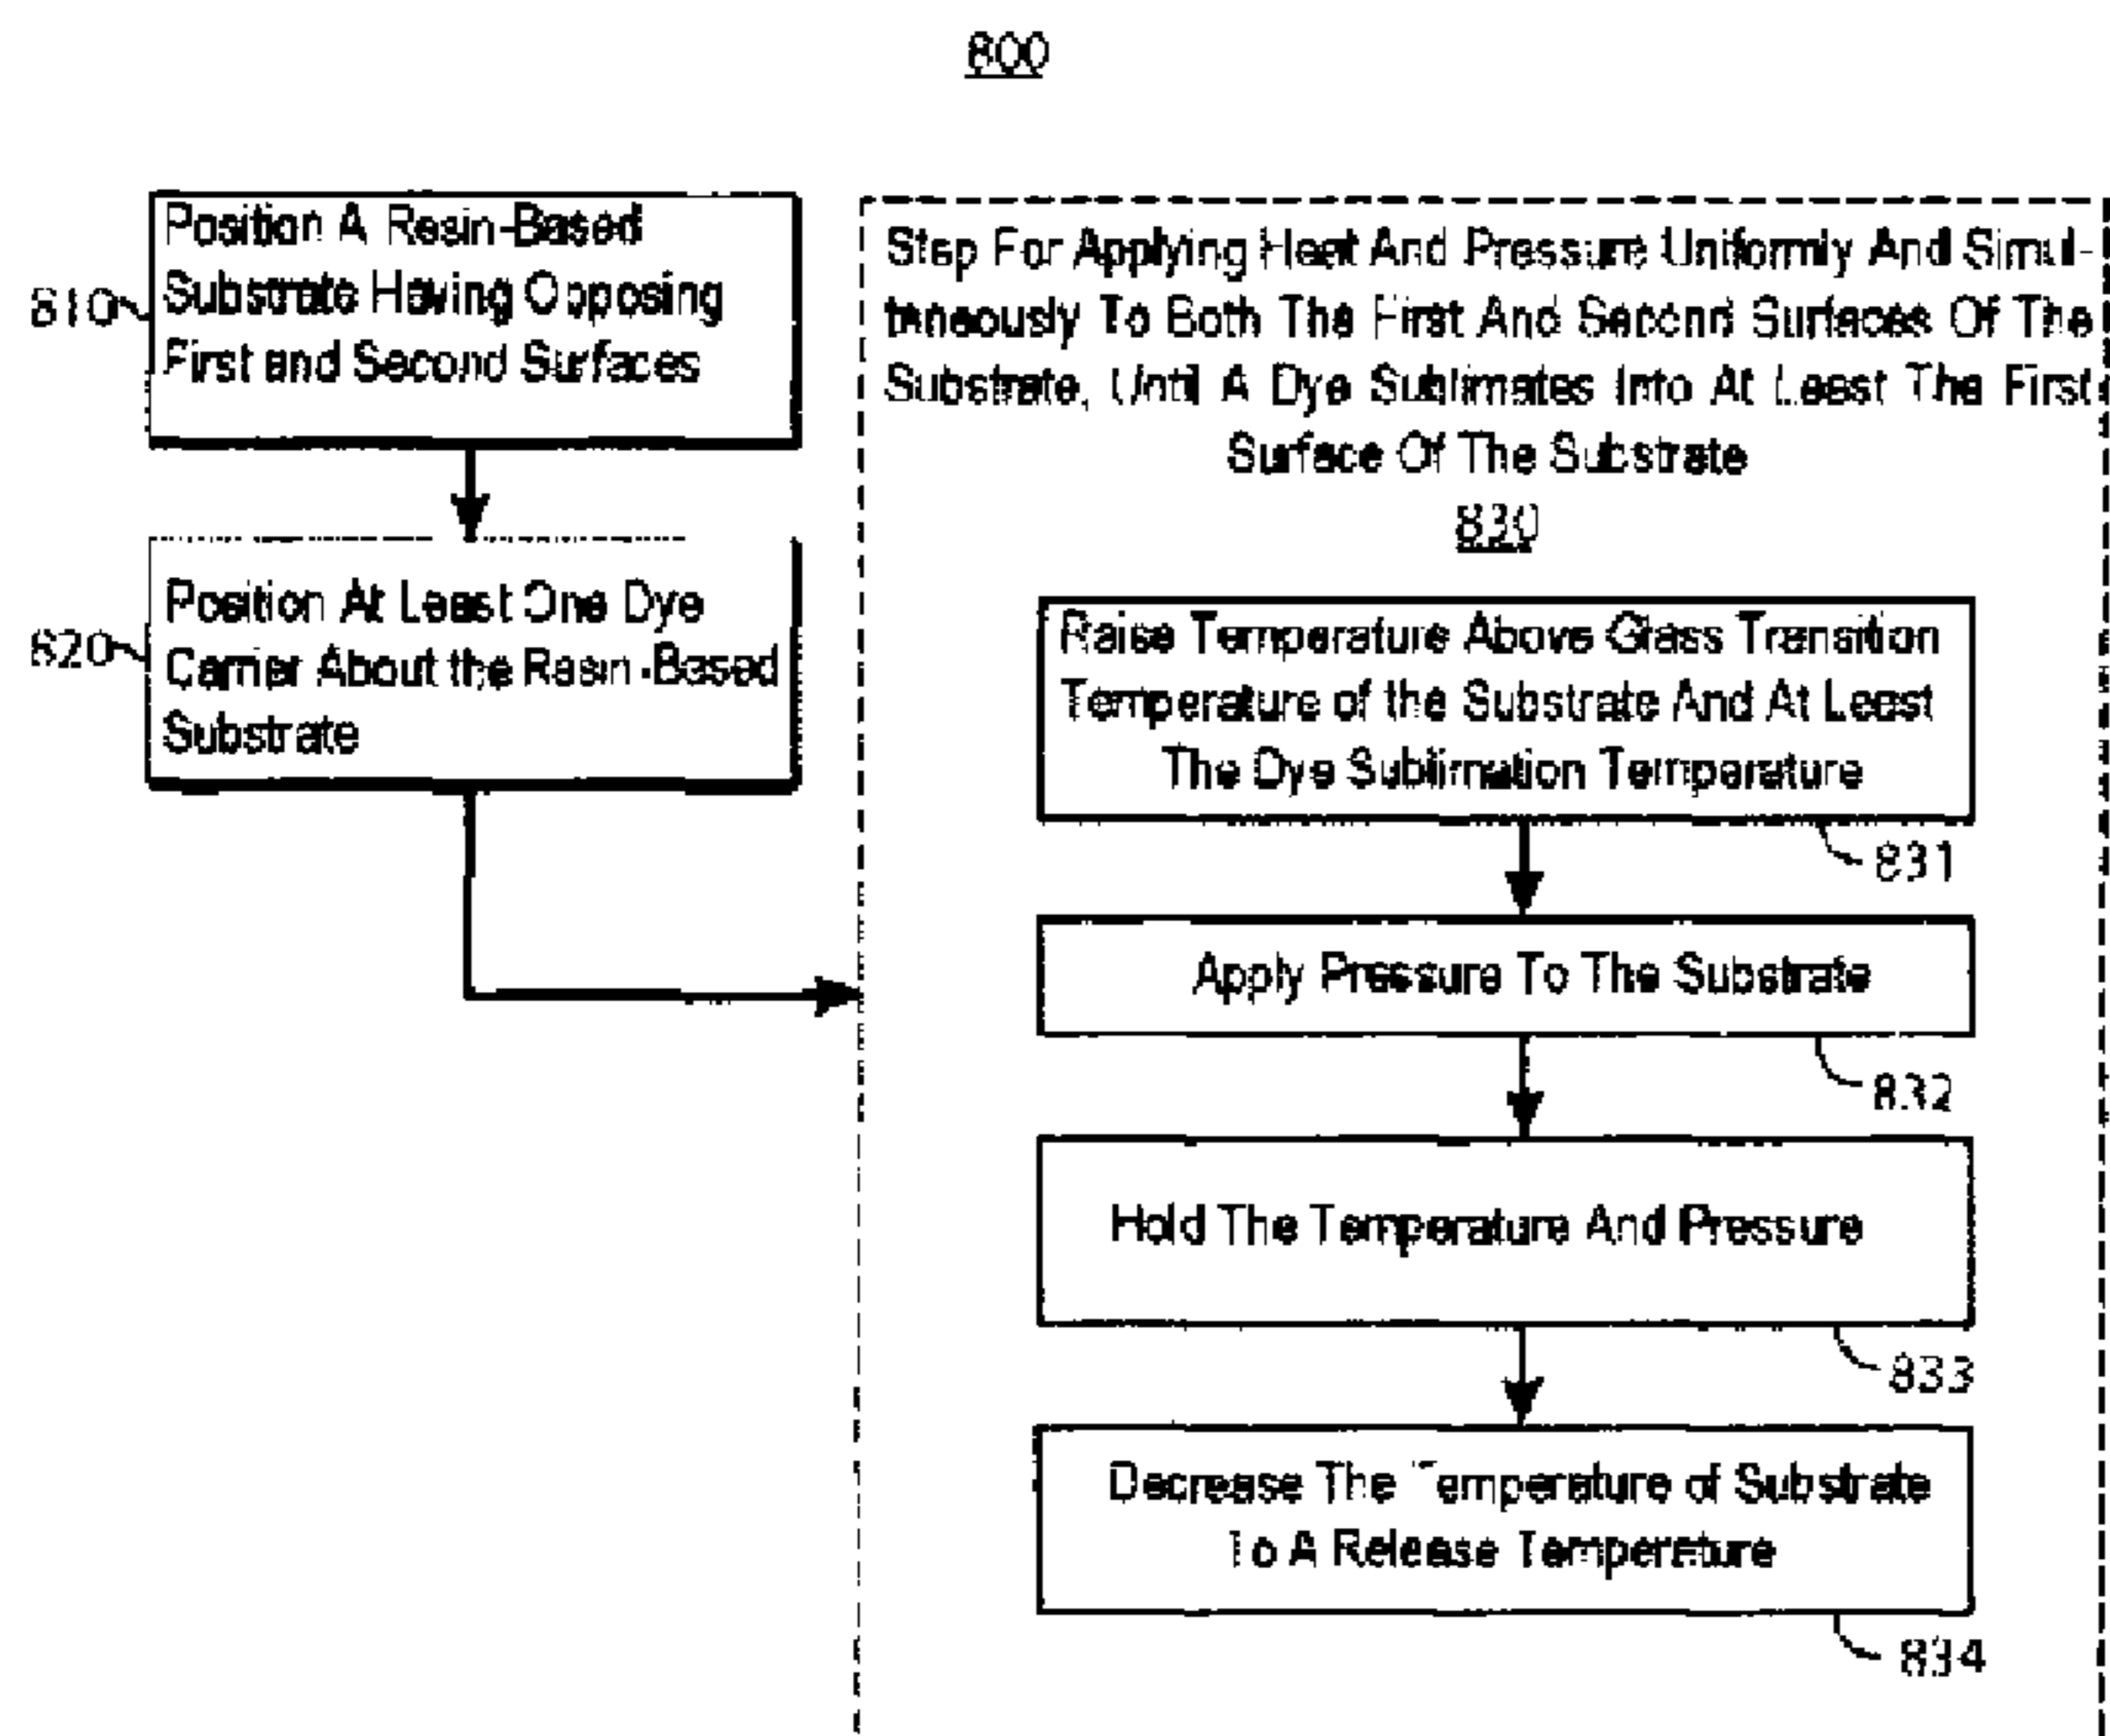 800
Position A Resin-Based
Substrate Having Opposing
First and Second Surfaces
810
Position At Least One Dye
Carrier About the Resin-Based
Substrate
820
Step For Applying Heat And Pressure Uniformly And Simul-
taneously To Both The First And Second Surfaces Of The
Substrate, Until A Dye Sublimates Into At Least The First
Surface Of The Substrate
830
Raise Temperature Above Glass Transition
Temperature of the Substrate And At Least
The Dye Sublimation Temperature
831
Apply Pressure To The Substrate
832
Hold The Temperature And Pressure
833
Decrease The Temperature of Substrate
To A Release Temperature
834